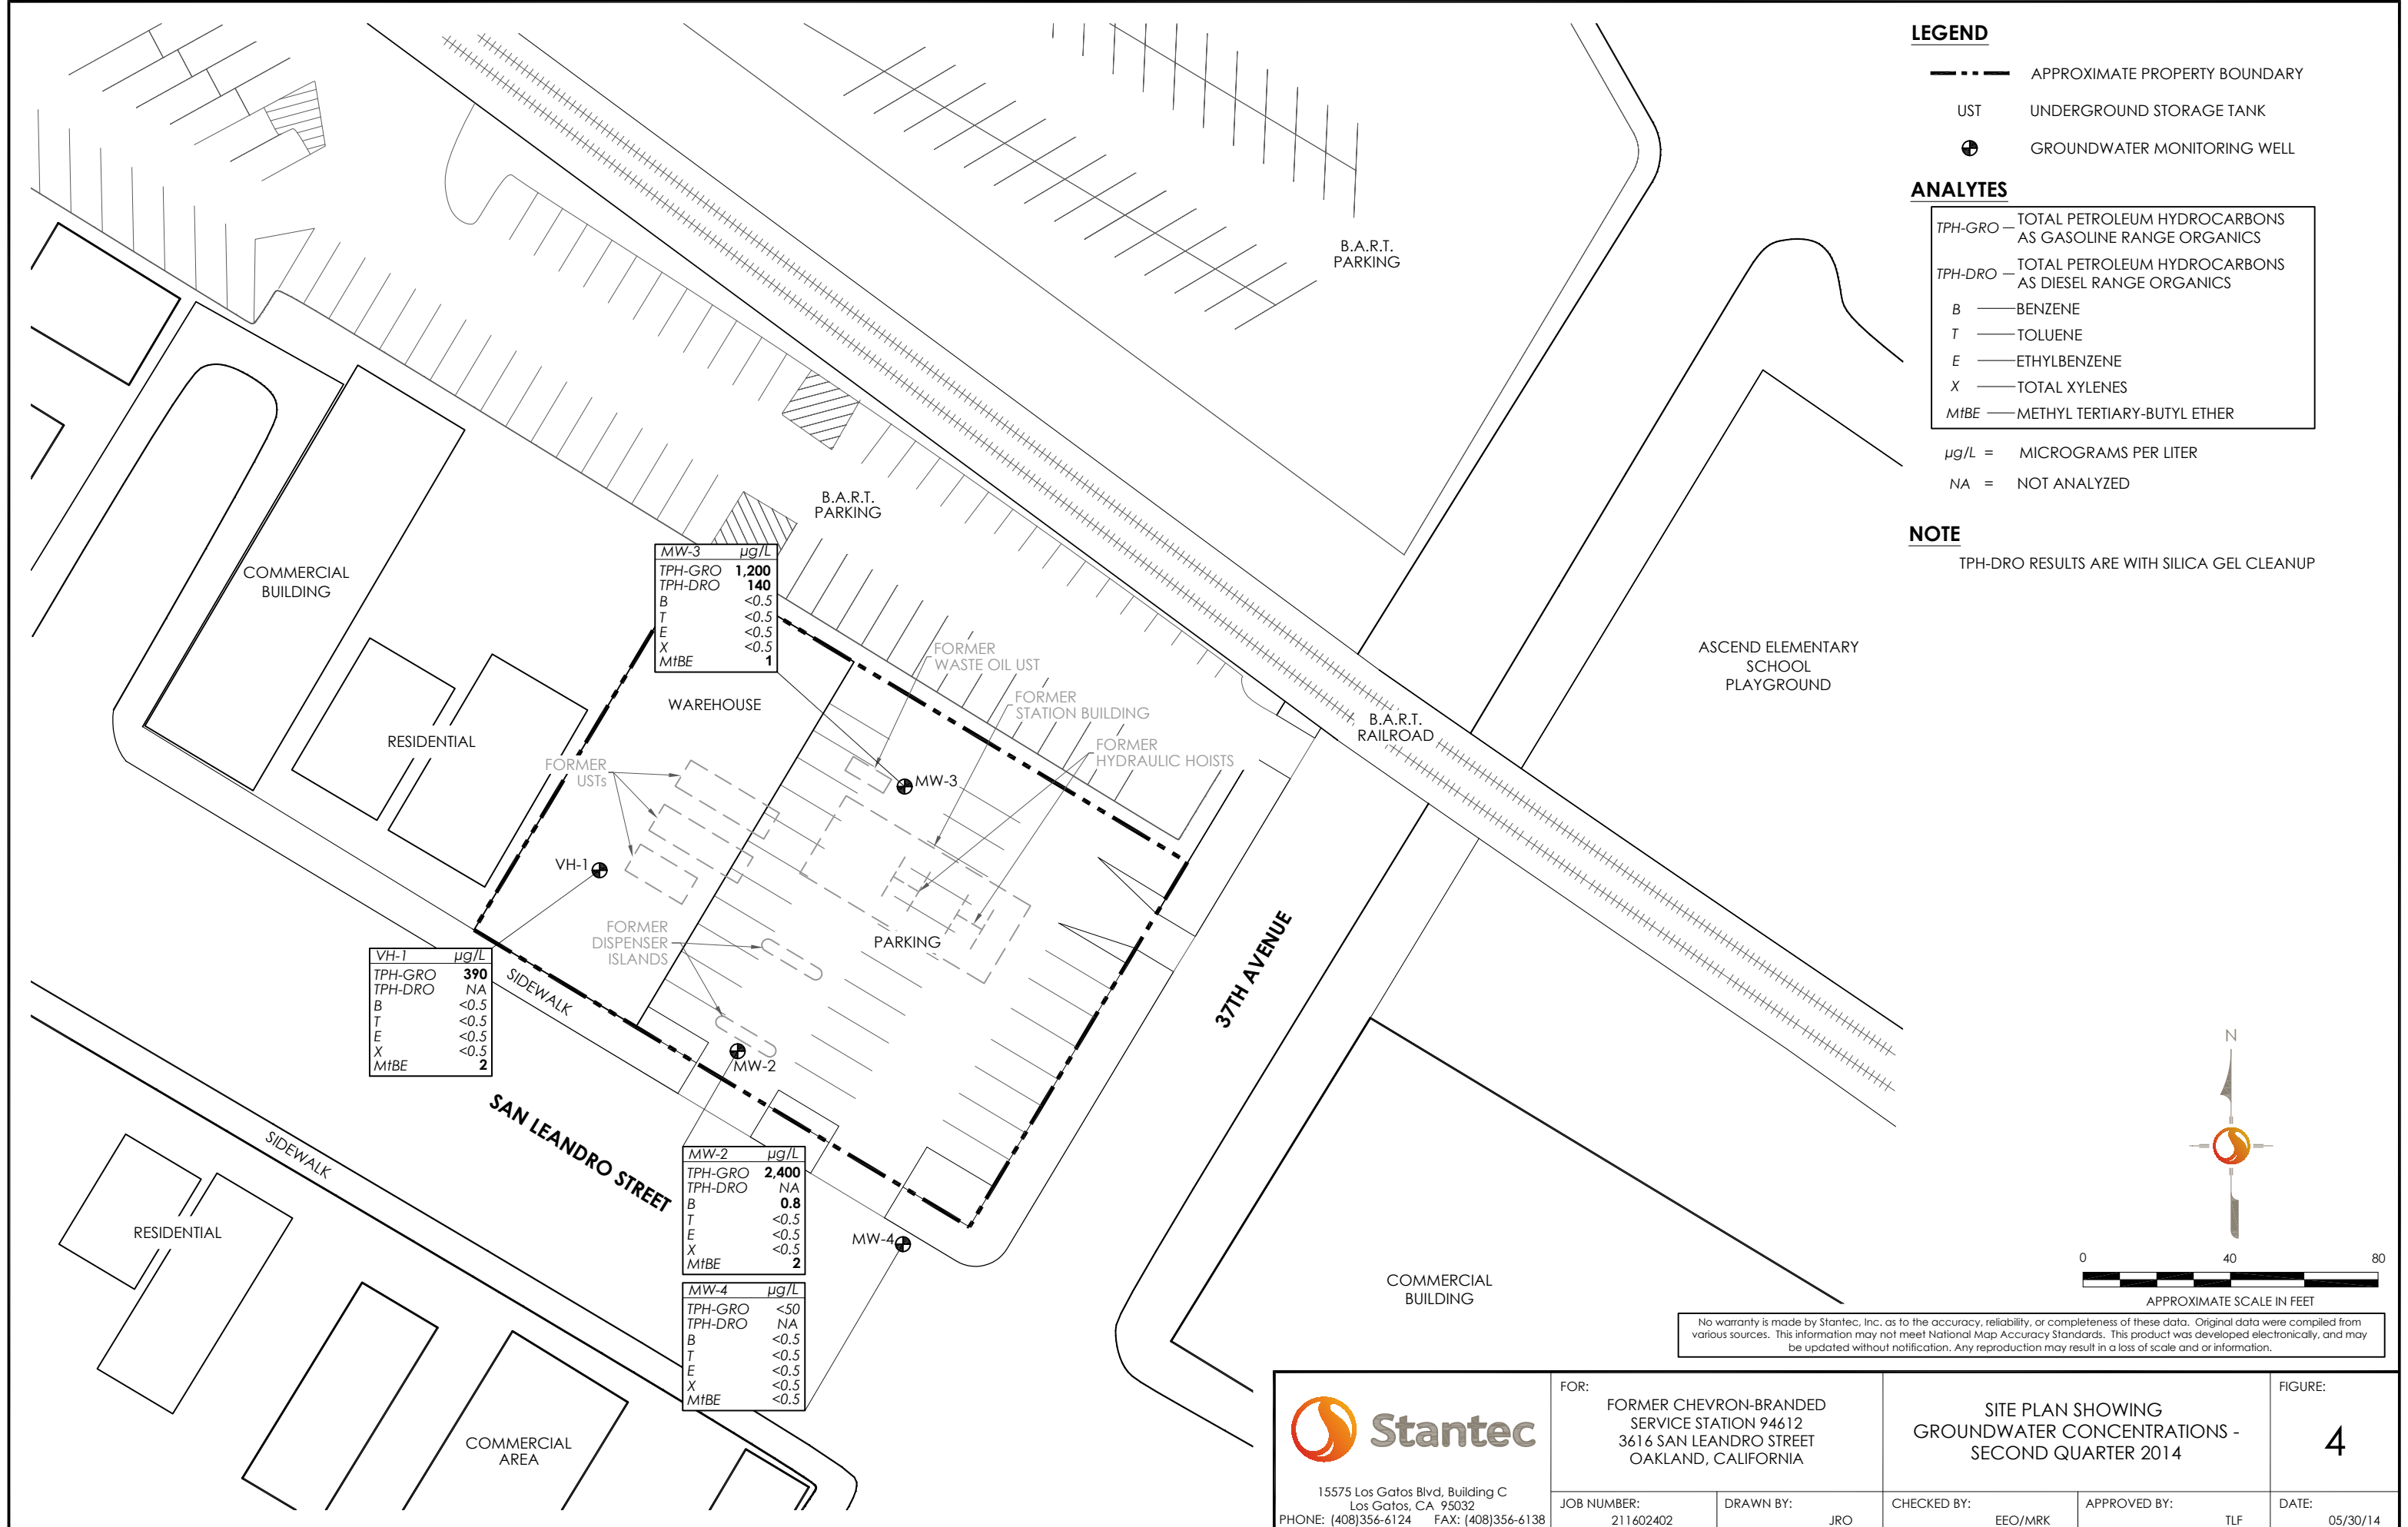 LEGEND
APPROXIMATE PROPERTY BOUNDARY
UST UNDERGROUND STORAGE TANK
GROUNDWATER MONITORING WELL
ANALYTES
TPH-GRO — TOTAL PETROLEUM HYDROCARBONS
AS GASOLINE RANGE ORGANICS
TPH-DRO — TOTAL PETROLEUM HYDROCARBONS
AS DIESEL RANGE ORGANICS
B — BENZENE
T — TOLUENE
E — ETHYLBENZENE
X — TOTAL XYLENES
MtBE — METHYL TERTIARY-BUTYL ETHER
µg/L = MICROGRAMS PER LITER
NA = NOT ANALYZED
NOTE
TPH-DRO RESULTS ARE WITH SILICA GEL CLEANUP
B.A.R.T.
PARKING
B.A.R.T.
PARKING
COMMERCIAL
BUILDING
MW-3 µg/L
TPH-GRO 1,200
TPH-DRO 140
B <0.5
T <0.5
E <0.5
X <0.5
MtBE 1
ASCEND ELEMENTARY
SCHOOL
PLAYGROUND
FORMER
WASTE OIL UST
FORMER
STATION BUILDING
FORMER
HYDRAULIC HOISTS
WAREHOUSE
B.A.R.T.
RAILROAD
RESIDENTIAL
FORMER
USTs
MW-3
VH-1
FORMER
DISPENSER
ISLANDS
PARKING
37TH AVENUE
VH-1 µg/L
TPH-GRO 390
TPH-DRO NA
B <0.5
T <0.5
E <0.5
X <0.5
MtBE 2
SIDEWALK
MW-2
SAN LEANDRO STREET
SIDEWALK
RESIDENTIAL
MW-2 µg/L
TPH-GRO 2,400
TPH-DRO NA
B 0.8
T <0.5
E <0.5
X <0.5
MtBE 2
MW-4
MW-4 µg/L
TPH-GRO <50
TPH-DRO NA
B <0.5
T <0.5
E <0.5
X <0.5
MtBE <0.5
COMMERCIAL
BUILDING
COMMERCIAL
AREA
N
0 40 80
APPROXIMATE SCALE IN FEET
No warranty is made by Stantec, Inc. as to the accuracy, reliability, or completeness of these data. Original data were compiled from
various sources. This information may not meet National Map Accuracy Standards. This product was developed electronically, and may
be updated without notification. Any reproduction may result in a loss of scale and or information.
Stantec
15575 Los Gatos Blvd, Building C
Los Gatos, CA 95032
PHONE: (408)356-6124 FAX: (408)356-6138
FOR:
FORMER CHEVRON-BRANDED
SERVICE STATION 94612
3616 SAN LEANDRO STREET
OAKLAND, CALIFORNIA
SITE PLAN SHOWING
GROUNDWATER CONCENTRATIONS -
SECOND QUARTER 2014
FIGURE:
4
JOB NUMBER:
211602402
DRAWN BY:
JRO
CHECKED BY:
EEO/MRK
APPROVED BY:
TLF
DATE:
05/30/14